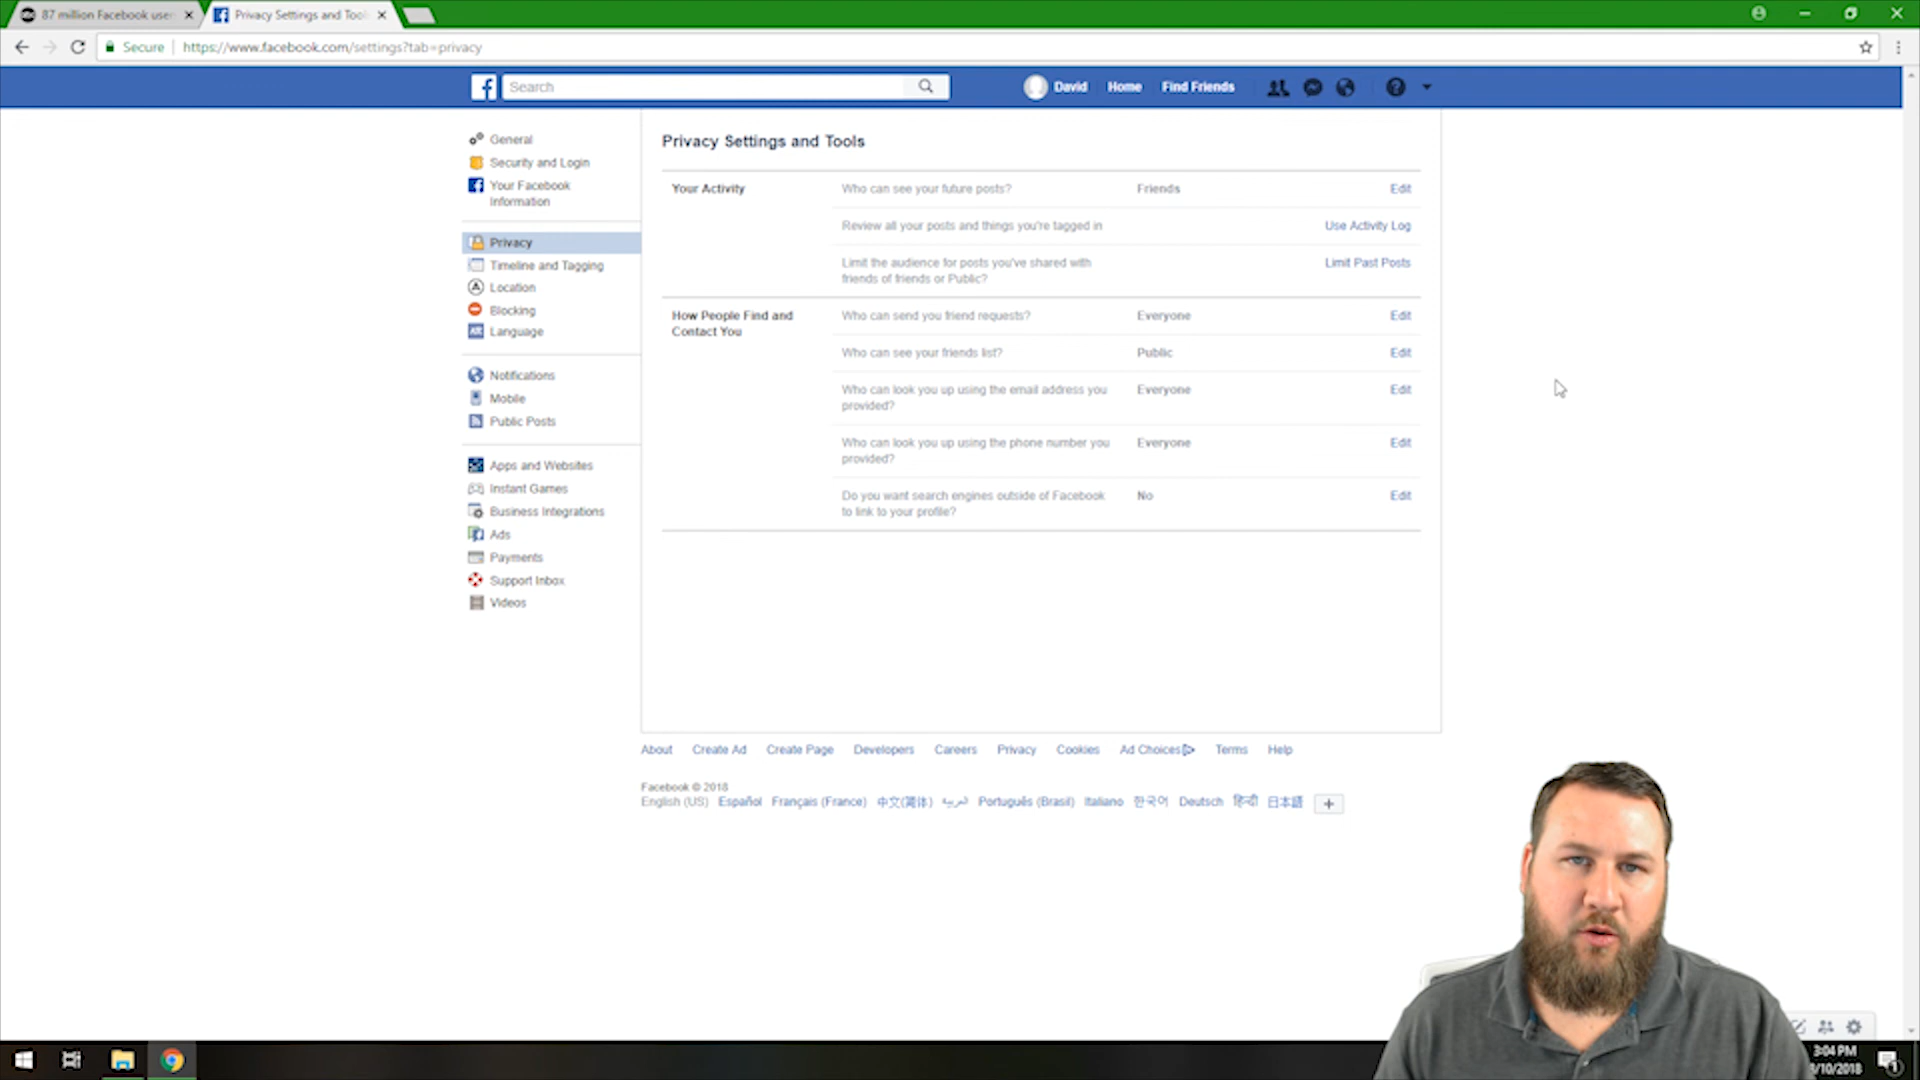 87 million Facebook use
Privacy Settings and Tool
Secure
https://www.facebook.com/settings?tab=privacy
Search
David Home Find Friends
General
Security and Login
Your Facebook
Information
Privacy
Timeline and Tagging
Location
Blocking
Language
Notifications
Mobile
Public Posts
Apps and Websites
Instant Games
Business Integrations
Ads
Payments
Support Inbox
Videos
Privacy Settings and Tools
Your Activity
Who can see your future posts? Friends Edit
Review all your posts and things you're tagged in Use Activity Log
Limit the audience for posts you've shared with
friends of friends or Public?
Limit Past Posts
How People Find and
Contact You
Who can send you friend requests? Everyone Edit
Who can see your friends list? Public Edit
Who can look you up using the email address you
provided?
Everyone Edit
Who can look you up using the phone number you
provided?
Everyone Edit
Do you want search engines outside of Facebook
to link to your profile?
No Edit
About Create Ad Create Page Developers Careers Privacy Cookies Ad Choices Terms Help
Facebook © 2018
English (US) Español Français (France) 中文(简体) العربية Português (Brasil) Italiano 한국어 Deutsch हिन्दी 日本語 +
3:04 PM
/10/2018